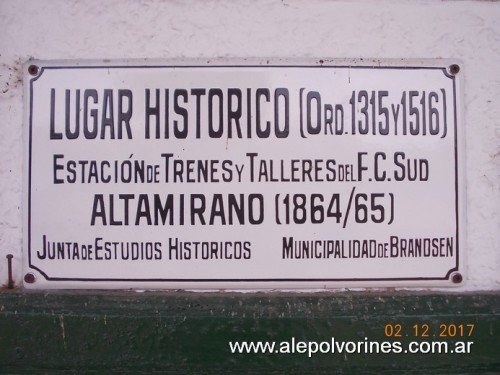 LUGAR HISTORICO (ORD. 1315 Y 1516)
ESTACIÓN DE TRENES Y TALLERES DEL F.C. SUD
ALTAMIRANO (1864/65)
JUNTA DE ESTUDIOS HISTORICOS MUNICIPALIDAD DE BRANDSEN
02.12.2017
www.alepolvorines.com.ar